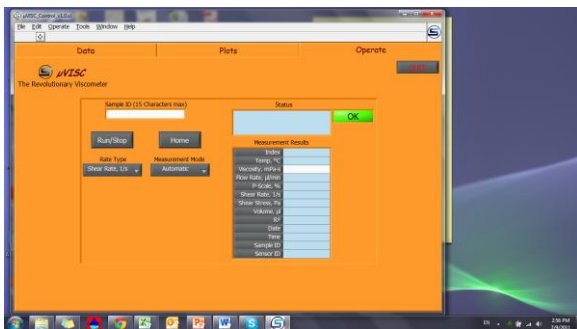 µVISC_Control_v1.0.vi
File Edit Operate Tools Window Help
Data Plots Operate
µVISC
The Revolutionary Viscometer
Sample ID (15 Characters max)
Status
OK
Run/Stop Home
Rate Type Measurement Mode
Shear Rate, 1/s Automatic
Measurement Results
Index
Temp, °C
Viscosity, mPa-s
Flow Rate, µl/min
P-Scale, %
Shear Rate, 1/s
Shear Stress, Pa
Volume, µl
R²
Date
Time
Sample ID
Sensor ID
EN
2:56 PM